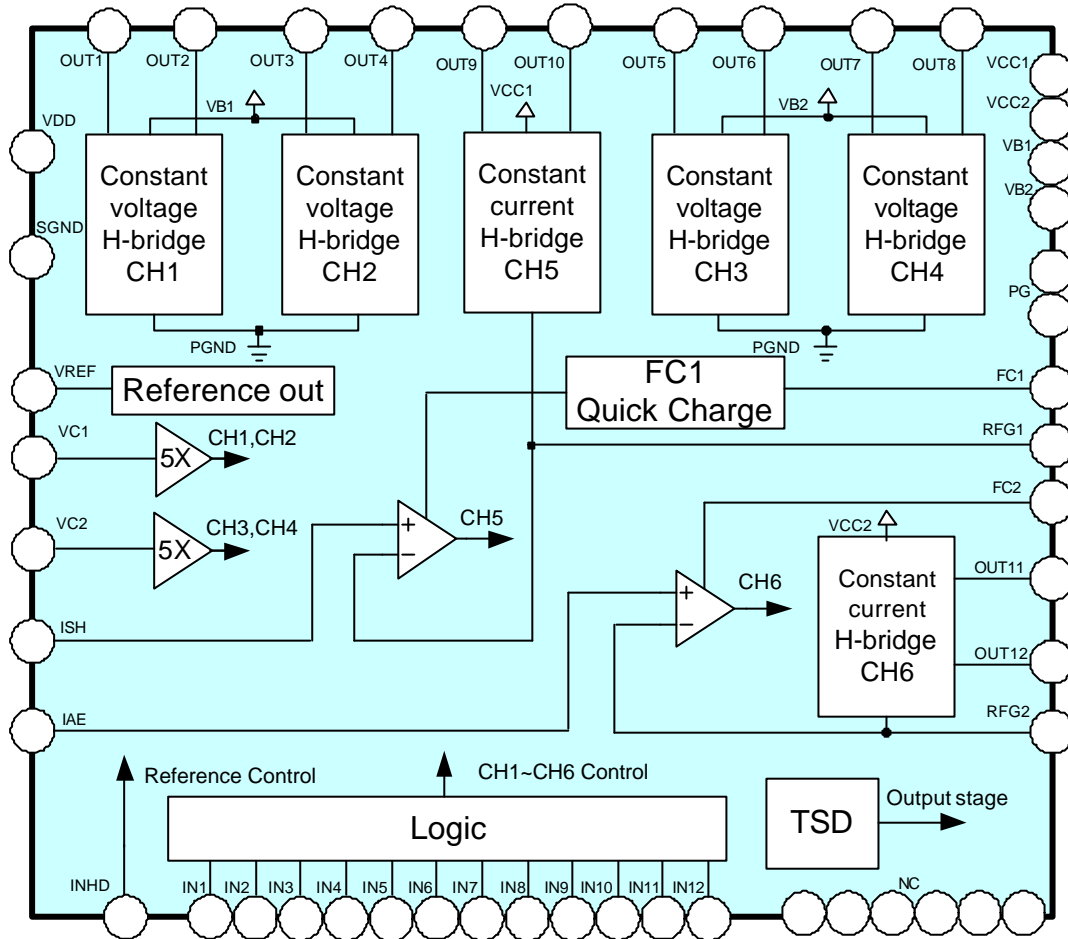 OUT1
OUT2
OUT3
OUT4
OUT9
OUT10
OUT5
OUT6
OUT7
OUT8
VCC1
VCC2
VB1
VB2
PG
VDD
SGND
VB1
VCC1
VB2
Constant
voltage
H-bridge
CH1
Constant
voltage
H-bridge
CH2
Constant
current
H-bridge
CH5
Constant
voltage
H-bridge
CH3
Constant
voltage
H-bridge
CH4
PGND
PGND
VREF
Reference out
FC1
Quick Charge
FC1
VC1
5X
CH1,CH2
RFG1
VC2
5X
CH3,CH4
+
−
CH5
FC2
VCC2
ISH
+
−
CH6
Constant
current
H-bridge
CH6
OUT11
OUT12
IAE
RFG2
Reference Control
CH1~CH6 Control
Logic
TSD
Output stage
INHD
IN1
IN2
IN3
IN4
IN5
IN6
IN7
IN8
IN9
IN10
IN11
IN12
NC